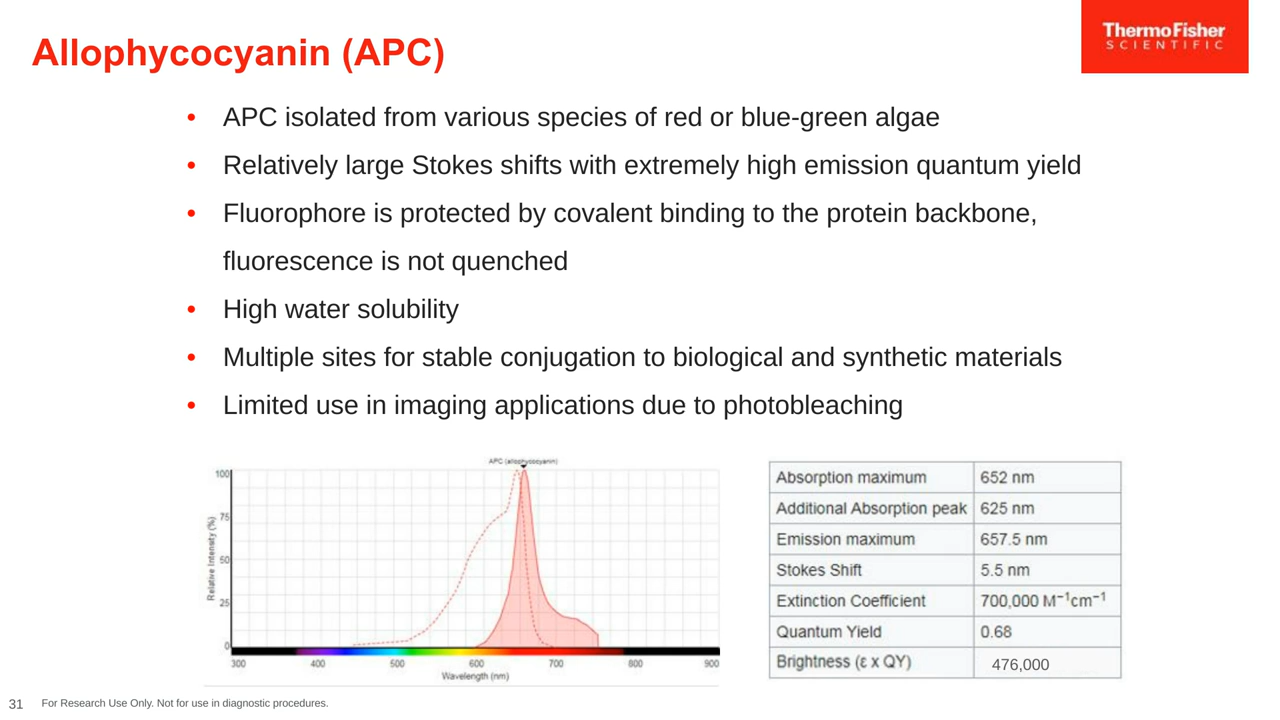 Allophycocyanin (APC)
ThermoFisher
SCIENTIFIC
• APC isolated from various species of red or blue-green algae
• Relatively large Stokes shifts with extremely high emission quantum yield
• Fluorophore is protected by covalent binding to the protein backbone,
fluorescence is not quenched
• High water solubility
• Multiple sites for stable conjugation to biological and synthetic materials
• Limited use in imaging applications due to photobleaching
APC (allophycocyanin)
100
75
50
25
0
Relative Intensity (%)
300 400 500 600 700 800 900
Wavelength (nm)
Absorption maximum 652 nm
Additional Absorption peak 625 nm
Emission maximum 657.5 nm
Stokes Shift 5.5 nm
Extinction Coefficient 700,000 M⁻¹cm⁻¹
Quantum Yield 0.68
Brightness (ε x QY) 476,000
31 For Research Use Only. Not for use in diagnostic procedures.